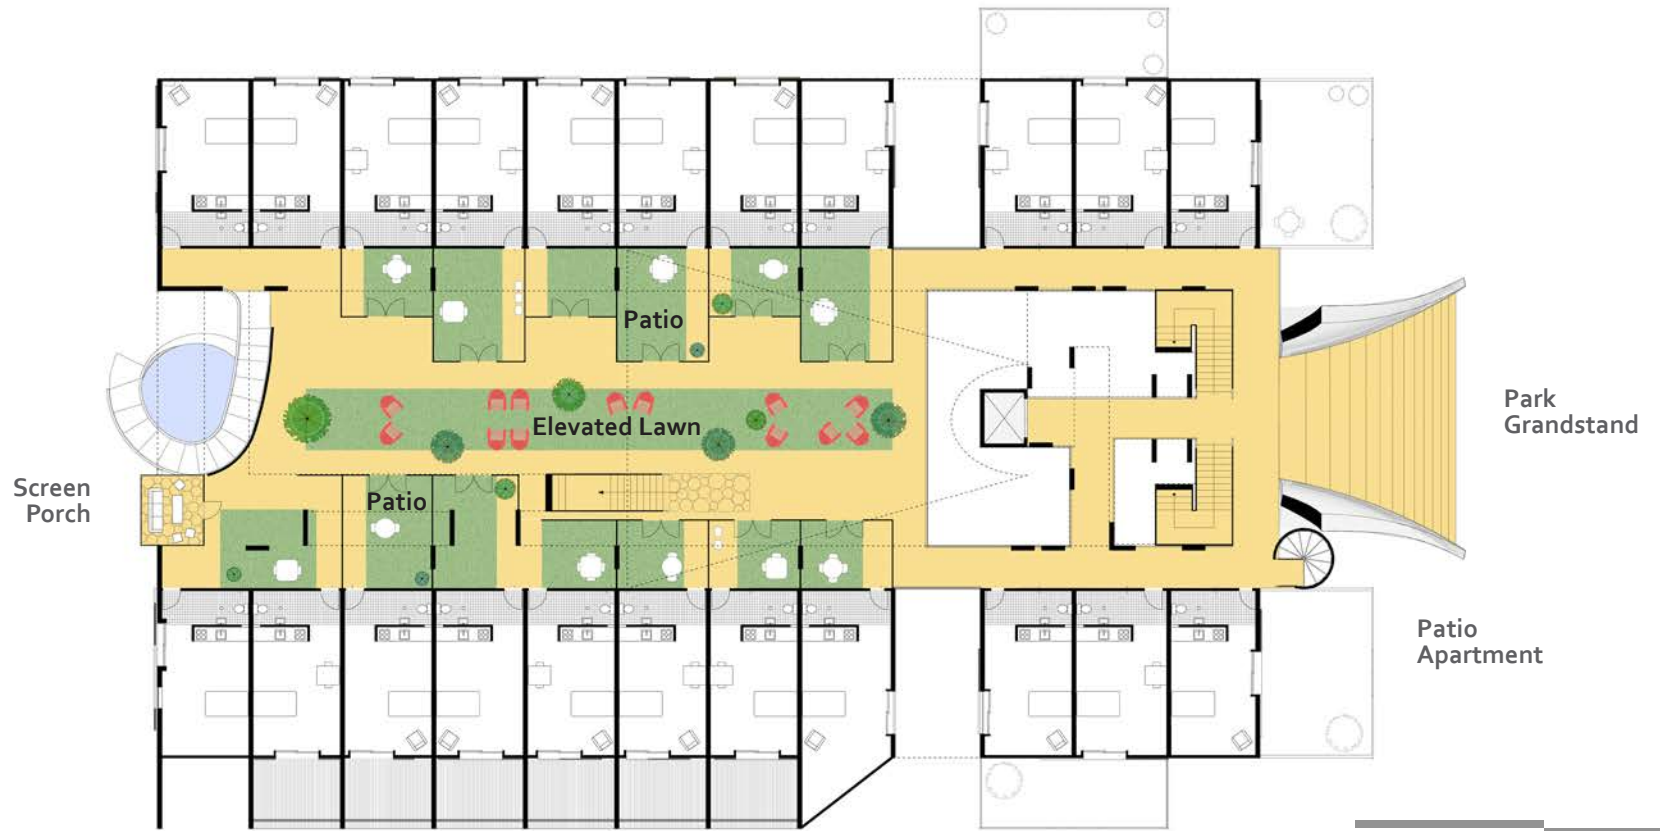 Patio
Elevated Lawn
Patio
Screen
Porch
Park
Grandstand
Patio
Apartment